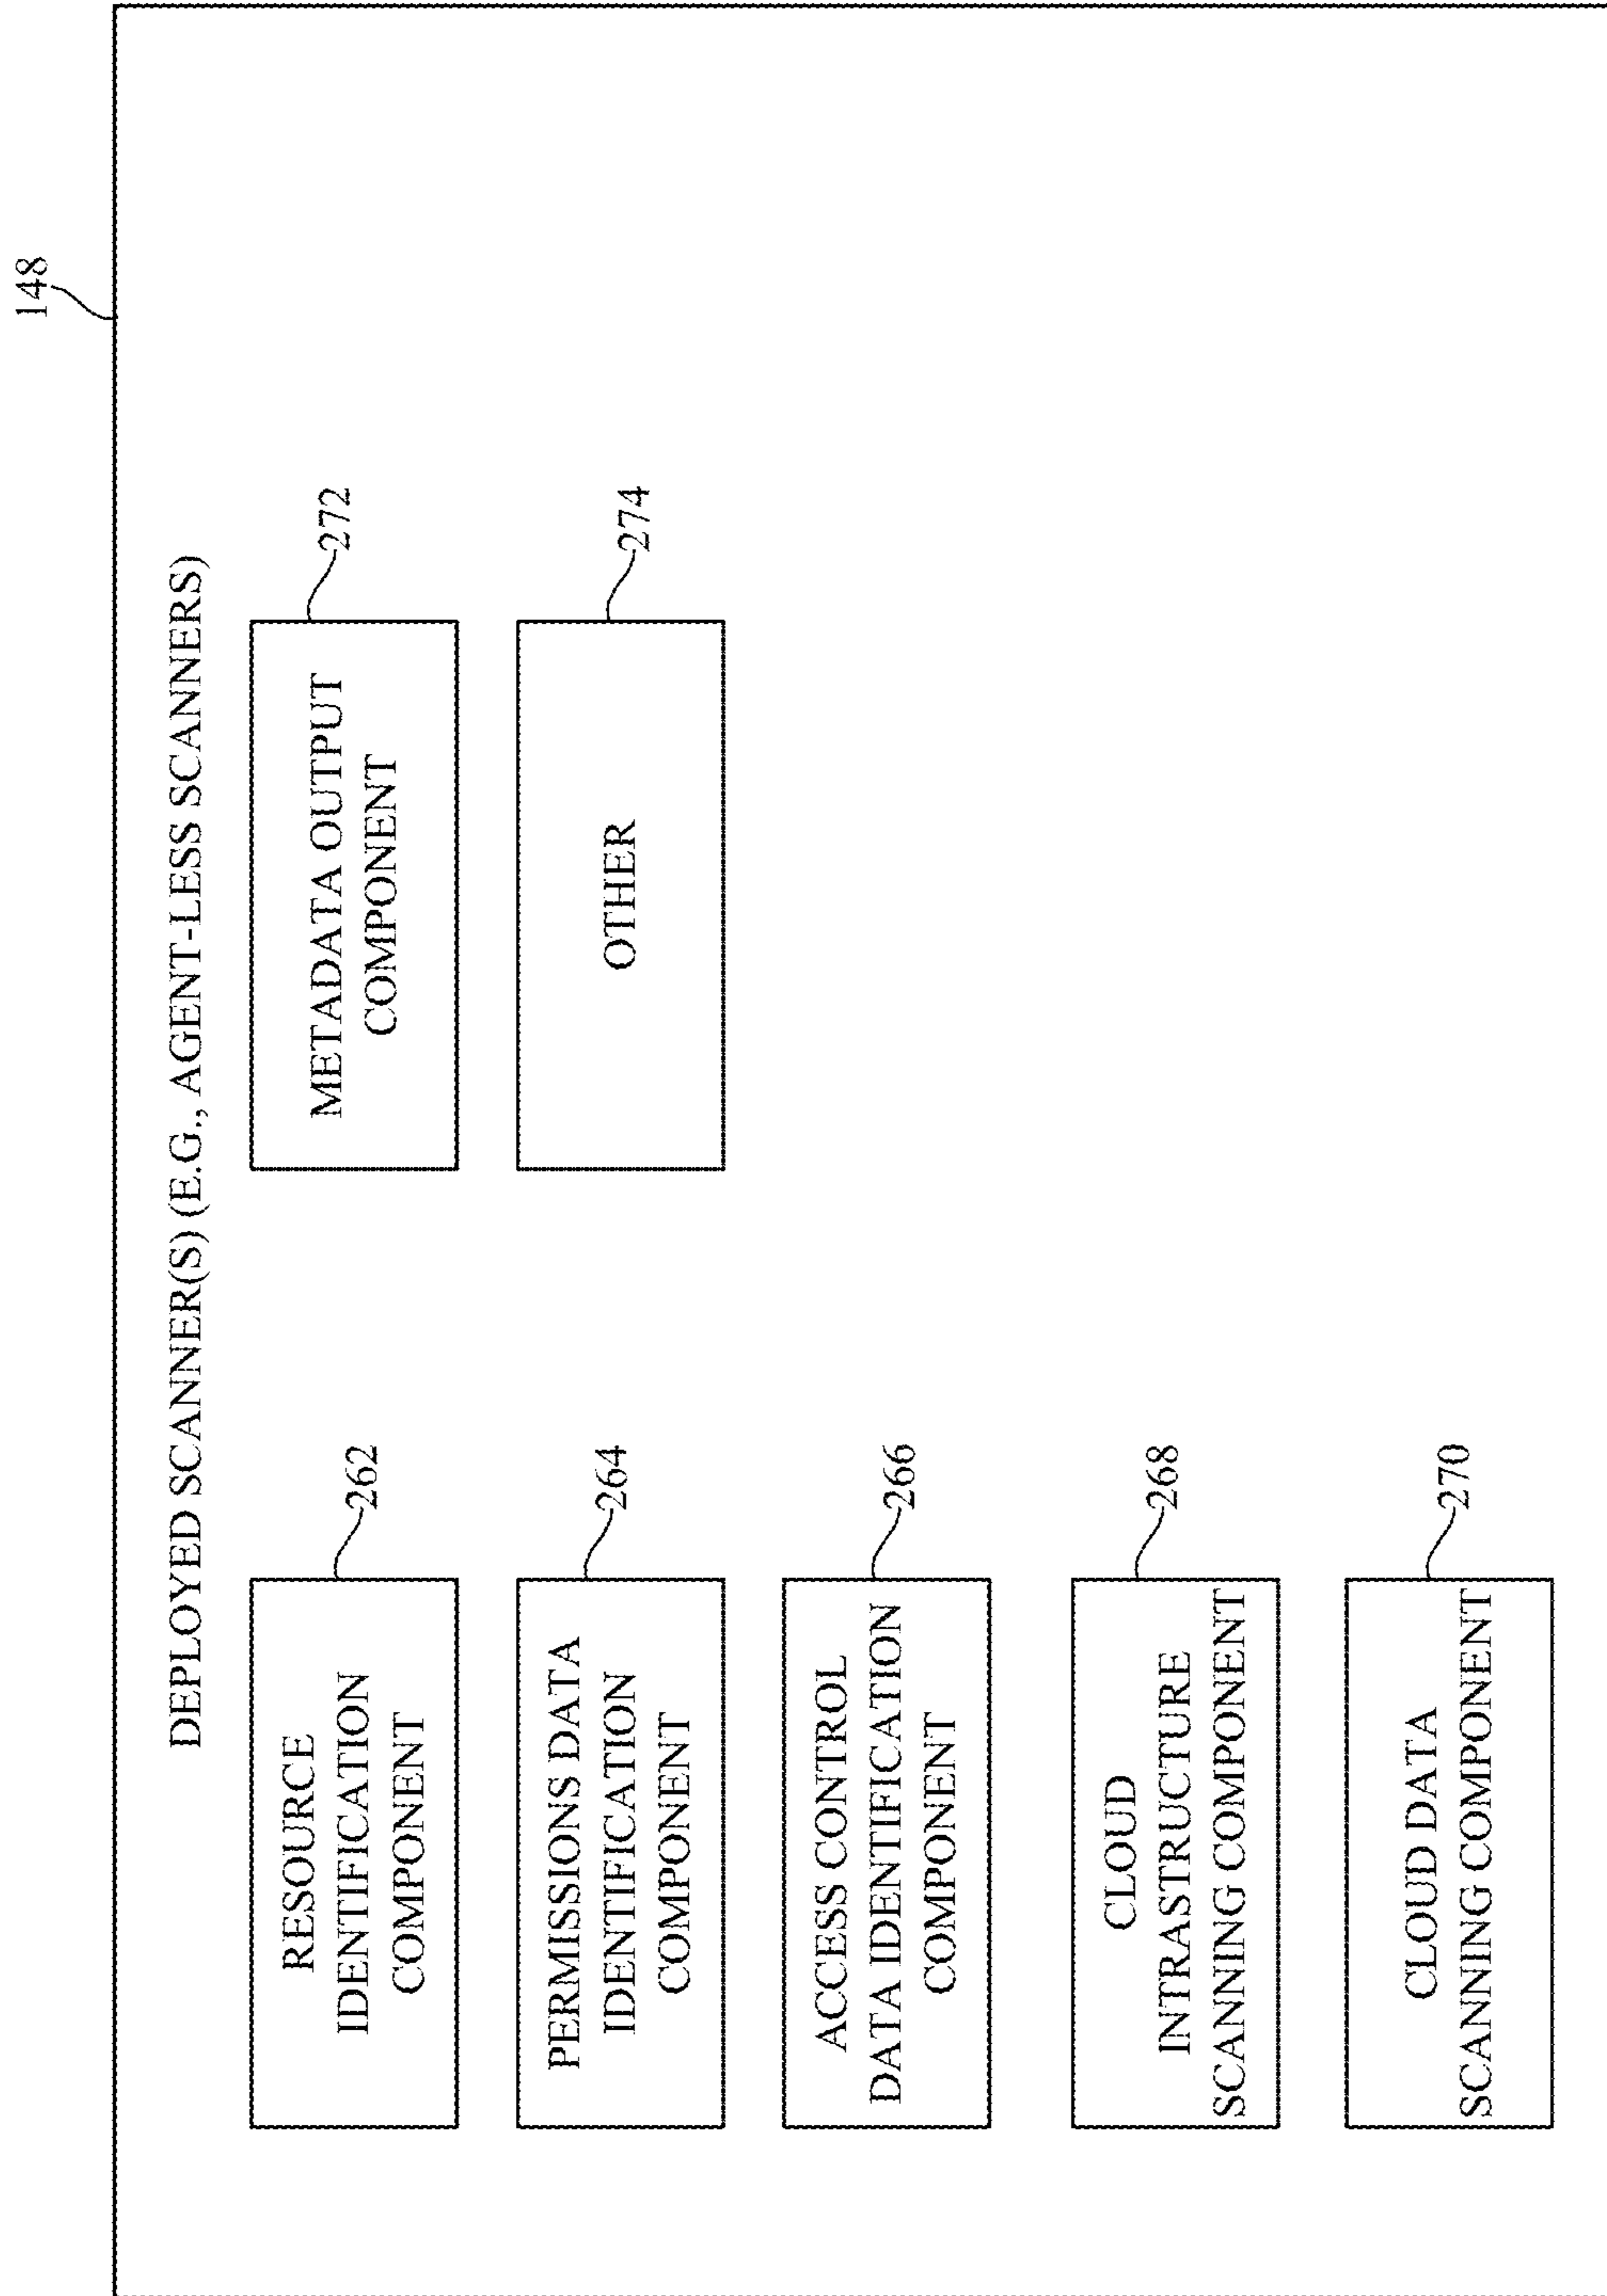 148
DEPLOYED SCANNER(S) (E.G., AGENT-LESS SCANNERS)
RESOURCE
IDENTIFICATION
COMPONENT
262
PERMISSIONS DATA
IDENTIFICATION
COMPONENT
264
ACCESS CONTROL
DATA IDENTIFICATION
COMPONENT
266
CLOUD
INTRASTRUCTURE
SCANNING COMPONENT
268
CLOUD DATA
SCANNING COMPONENT
270
METADATA OUTPUT
COMPONENT
272
OTHER
274